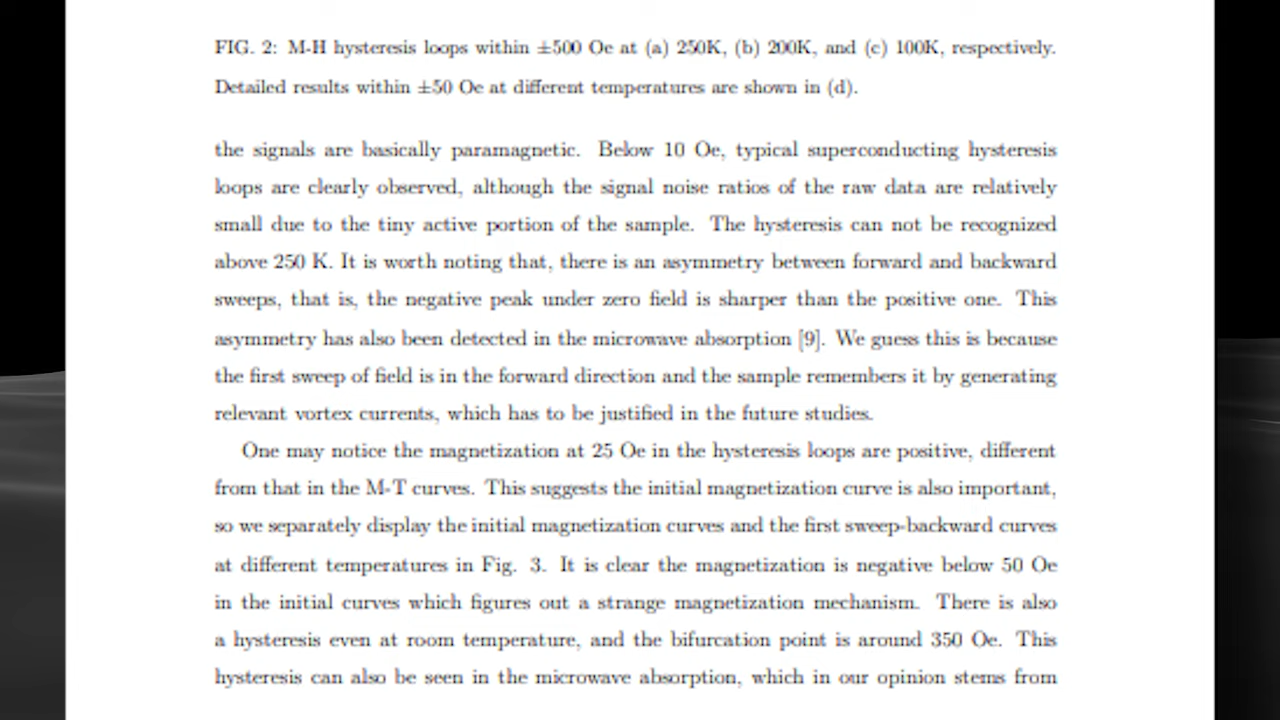 FIG. 2: M-H hysteresis loops within ±500 Oe at (a) 250K, (b) 200K, and (c) 100K, respectively.
Detailed results within ±50 Oe at different temperatures are shown in (d).
the signals are basically paramagnetic. Below 10 Oe, typical superconducting hysteresis
loops are clearly observed, although the signal noise ratios of the raw data are relatively
small due to the tiny active portion of the sample. The hysteresis can not be recognized
above 250 K. It is worth noting that, there is an asymmetry between forward and backward
sweeps, that is, the negative peak under zero field is sharper than the positive one. This
asymmetry has also been detected in the microwave absorption [9]. We guess this is because
the first sweep of field is in the forward direction and the sample remembers it by generating
relevant vortex currents, which has to be justified in the future studies.
One may notice the magnetization at 25 Oe in the hysteresis loops are positive, different
from that in the M-T curves. This suggests the initial magnetization curve is also important,
so we separately display the initial magnetization curves and the first sweep-backward curves
at different temperatures in Fig. 3. It is clear the magnetization is negative below 50 Oe
in the initial curves which figures out a strange magnetization mechanism. There is also
a hysteresis even at room temperature, and the bifurcation point is around 350 Oe. This
hysteresis can also be seen in the microwave absorption, which in our opinion stems from